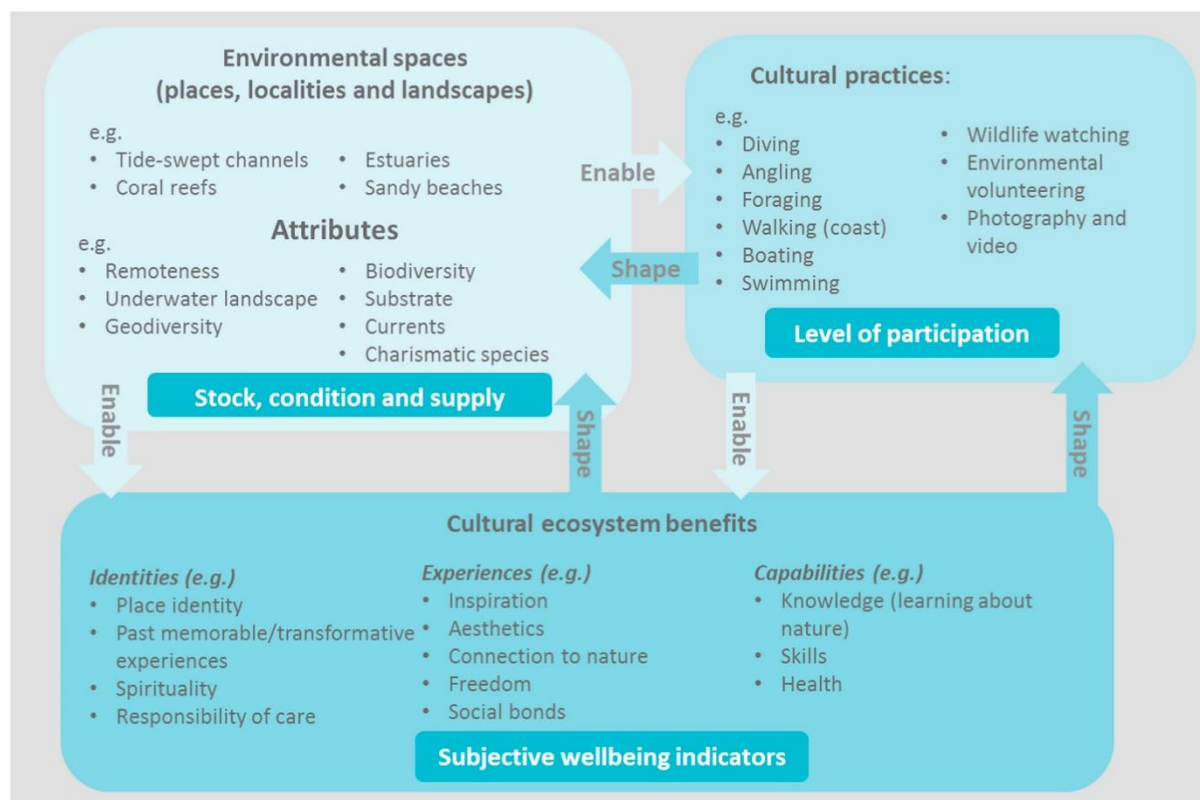 Environmental spaces
(places, localities and landscapes)
e.g.
• Tide-swept channels
• Coral reefs
• Estuaries
• Sandy beaches
Attributes
e.g.
• Remoteness
• Underwater landscape
• Geodiversity
• Biodiversity
• Substrate
• Currents
• Charismatic species
Stock, condition and supply
Enable
Shape
Cultural practices:
e.g.
• Diving
• Angling
• Foraging
• Walking (coast)
• Boating
• Swimming
• Wildlife watching
• Environmental
volunteering
• Photography and
video
Level of participation
Enable
Shape
Enable
Shape
Cultural ecosystem benefits
Identities (e.g.)
• Place identity
• Past memorable/transformative
experiences
• Spirituality
• Responsibility of care
Experiences (e.g.)
• Inspiration
• Aesthetics
• Connection to nature
• Freedom
• Social bonds
Capabilities (e.g.)
• Knowledge (learning about
nature)
• Skills
• Health
Subjective wellbeing indicators